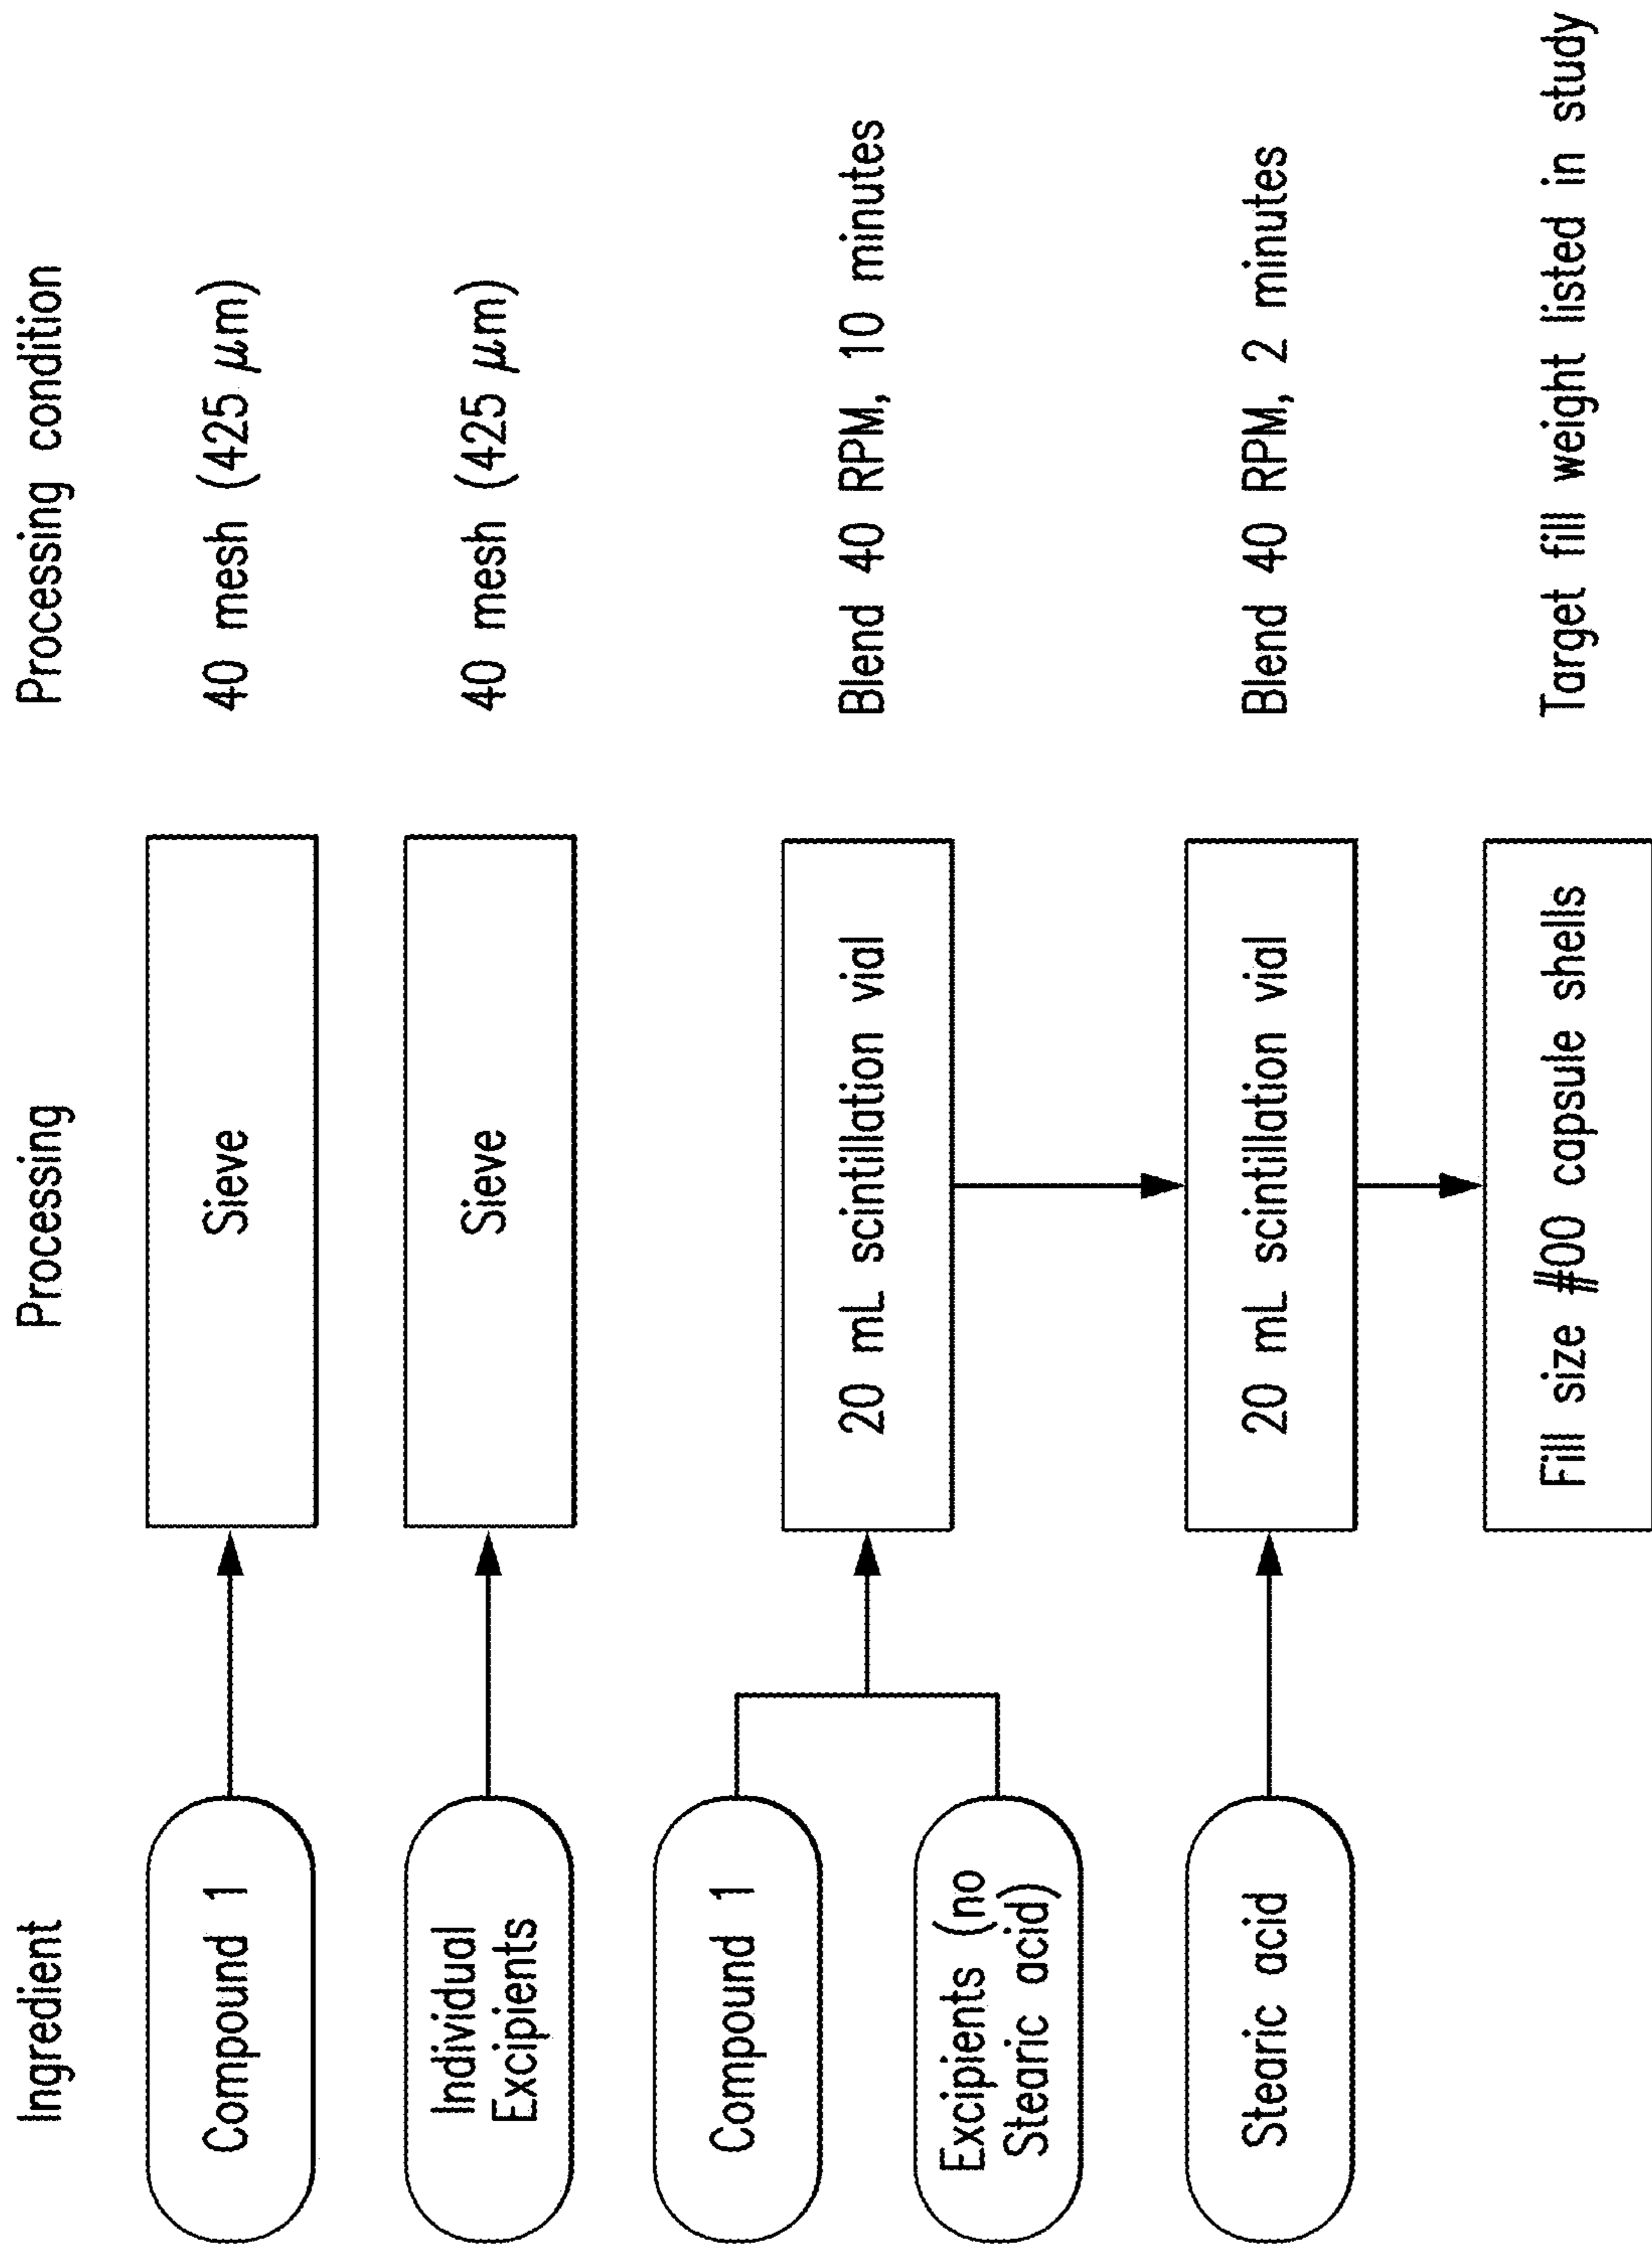 Ingredient
Processing
Processing condition
Compound 1
Sieve
40 mesh (425 μm)
Individual
Excipients
Sieve
40 mesh (425 μm)
Compound 1
Excipients (no
Stearic acid)
20 mL scintillation vial
Blend 40 RPM, 10 minutes
Stearic acid
20 mL scintillation vial
Blend 40 RPM, 2 minutes
Fill size #00 capsule shells
Target fill weight listed in study